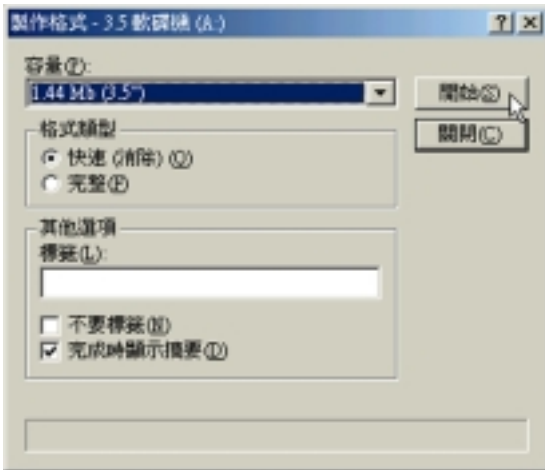 製作格式 - 3.5 軟碟機 (A:)
容量(P):
1.44 Mb (3.5")
開始(S)
關閉(C)
格式類型
快速 (清除) (Q)
完整(F)
其他選項
標籤(L):
不要標籤(N)
完成時顯示摘要(D)